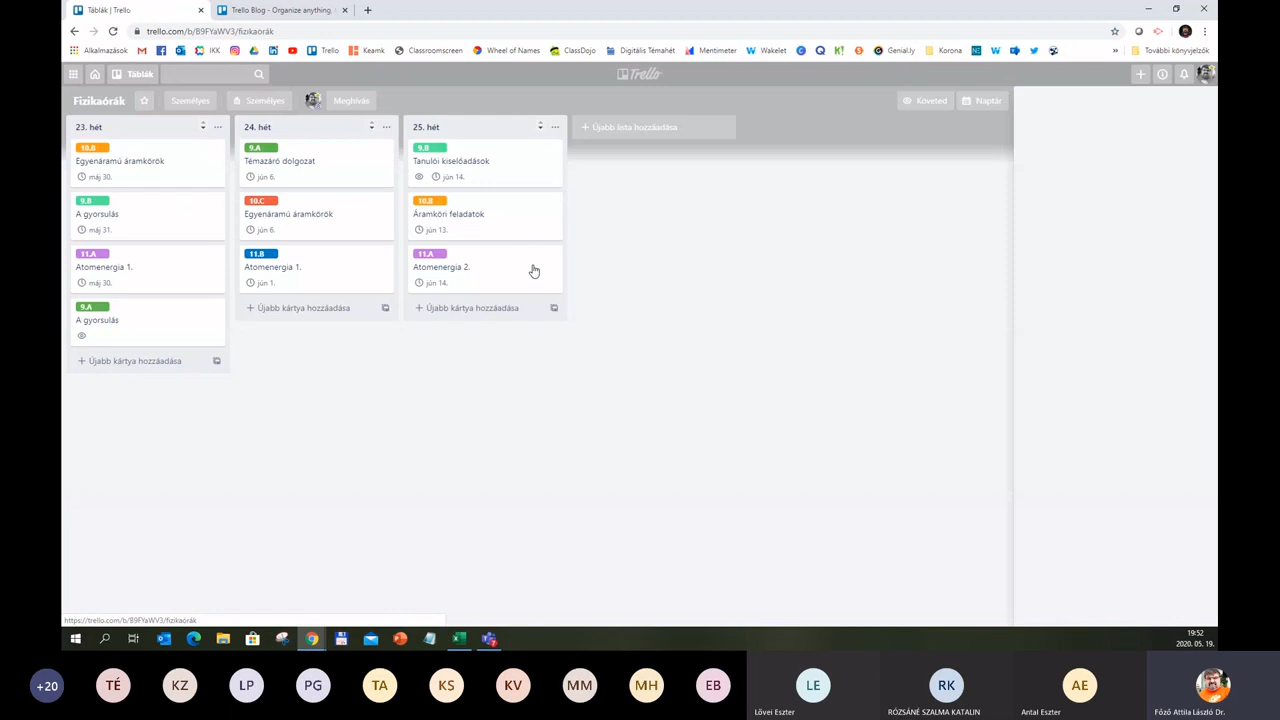 Táblák | Trello
Trello Blog - Organize anything,
trello.com/b/B9FYaWV3/fizikaórák
Alkalmazások
IKK
Trello
Keamk
Classroomscreen
Wheel of Names
ClassDojo
Digitális Témahét
Mentimeter
Wakelet
Genial.ly
Korona
További könyvjelzők
Táblák
Trello
Fizikaórák
Személyes
Személyes
Meghívás
Követed
Naptár
23. hét
10.B
Egyenáramú áramkörök
máj 30.
9.B
A gyorsulás
máj 31.
11.A
Atomenergia 1.
máj 30.
9.A
A gyorsulás
+ Újabb kártya hozzáadása
24. hét
9.A
Témazáró dolgozat
jún 6.
10.C
Egyenáramú áramkörök
jún 6.
11.B
Atomenergia 1.
jún 1.
+ Újabb kártya hozzáadása
25. hét
9.B
Tanulói kiselőadások
jún 14.
10.B
Áramköri feladatok
jún 13.
11.A
Atomenergia 2.
jún 14.
+ Újabb kártya hozzáadása
+ Újabb lista hozzáadása
https://trello.com/b/B9FYaWV3/fizikaórák
19:52
2020. 05. 19.
+20
TÉ
KZ
LP
PG
TA
KS
KV
MM
MH
EB
LE
Lövei Eszter
RK
RÓZSÁNÉ SZALMA KATALIN
AE
Antal Eszter
Főző Attila László Dr.